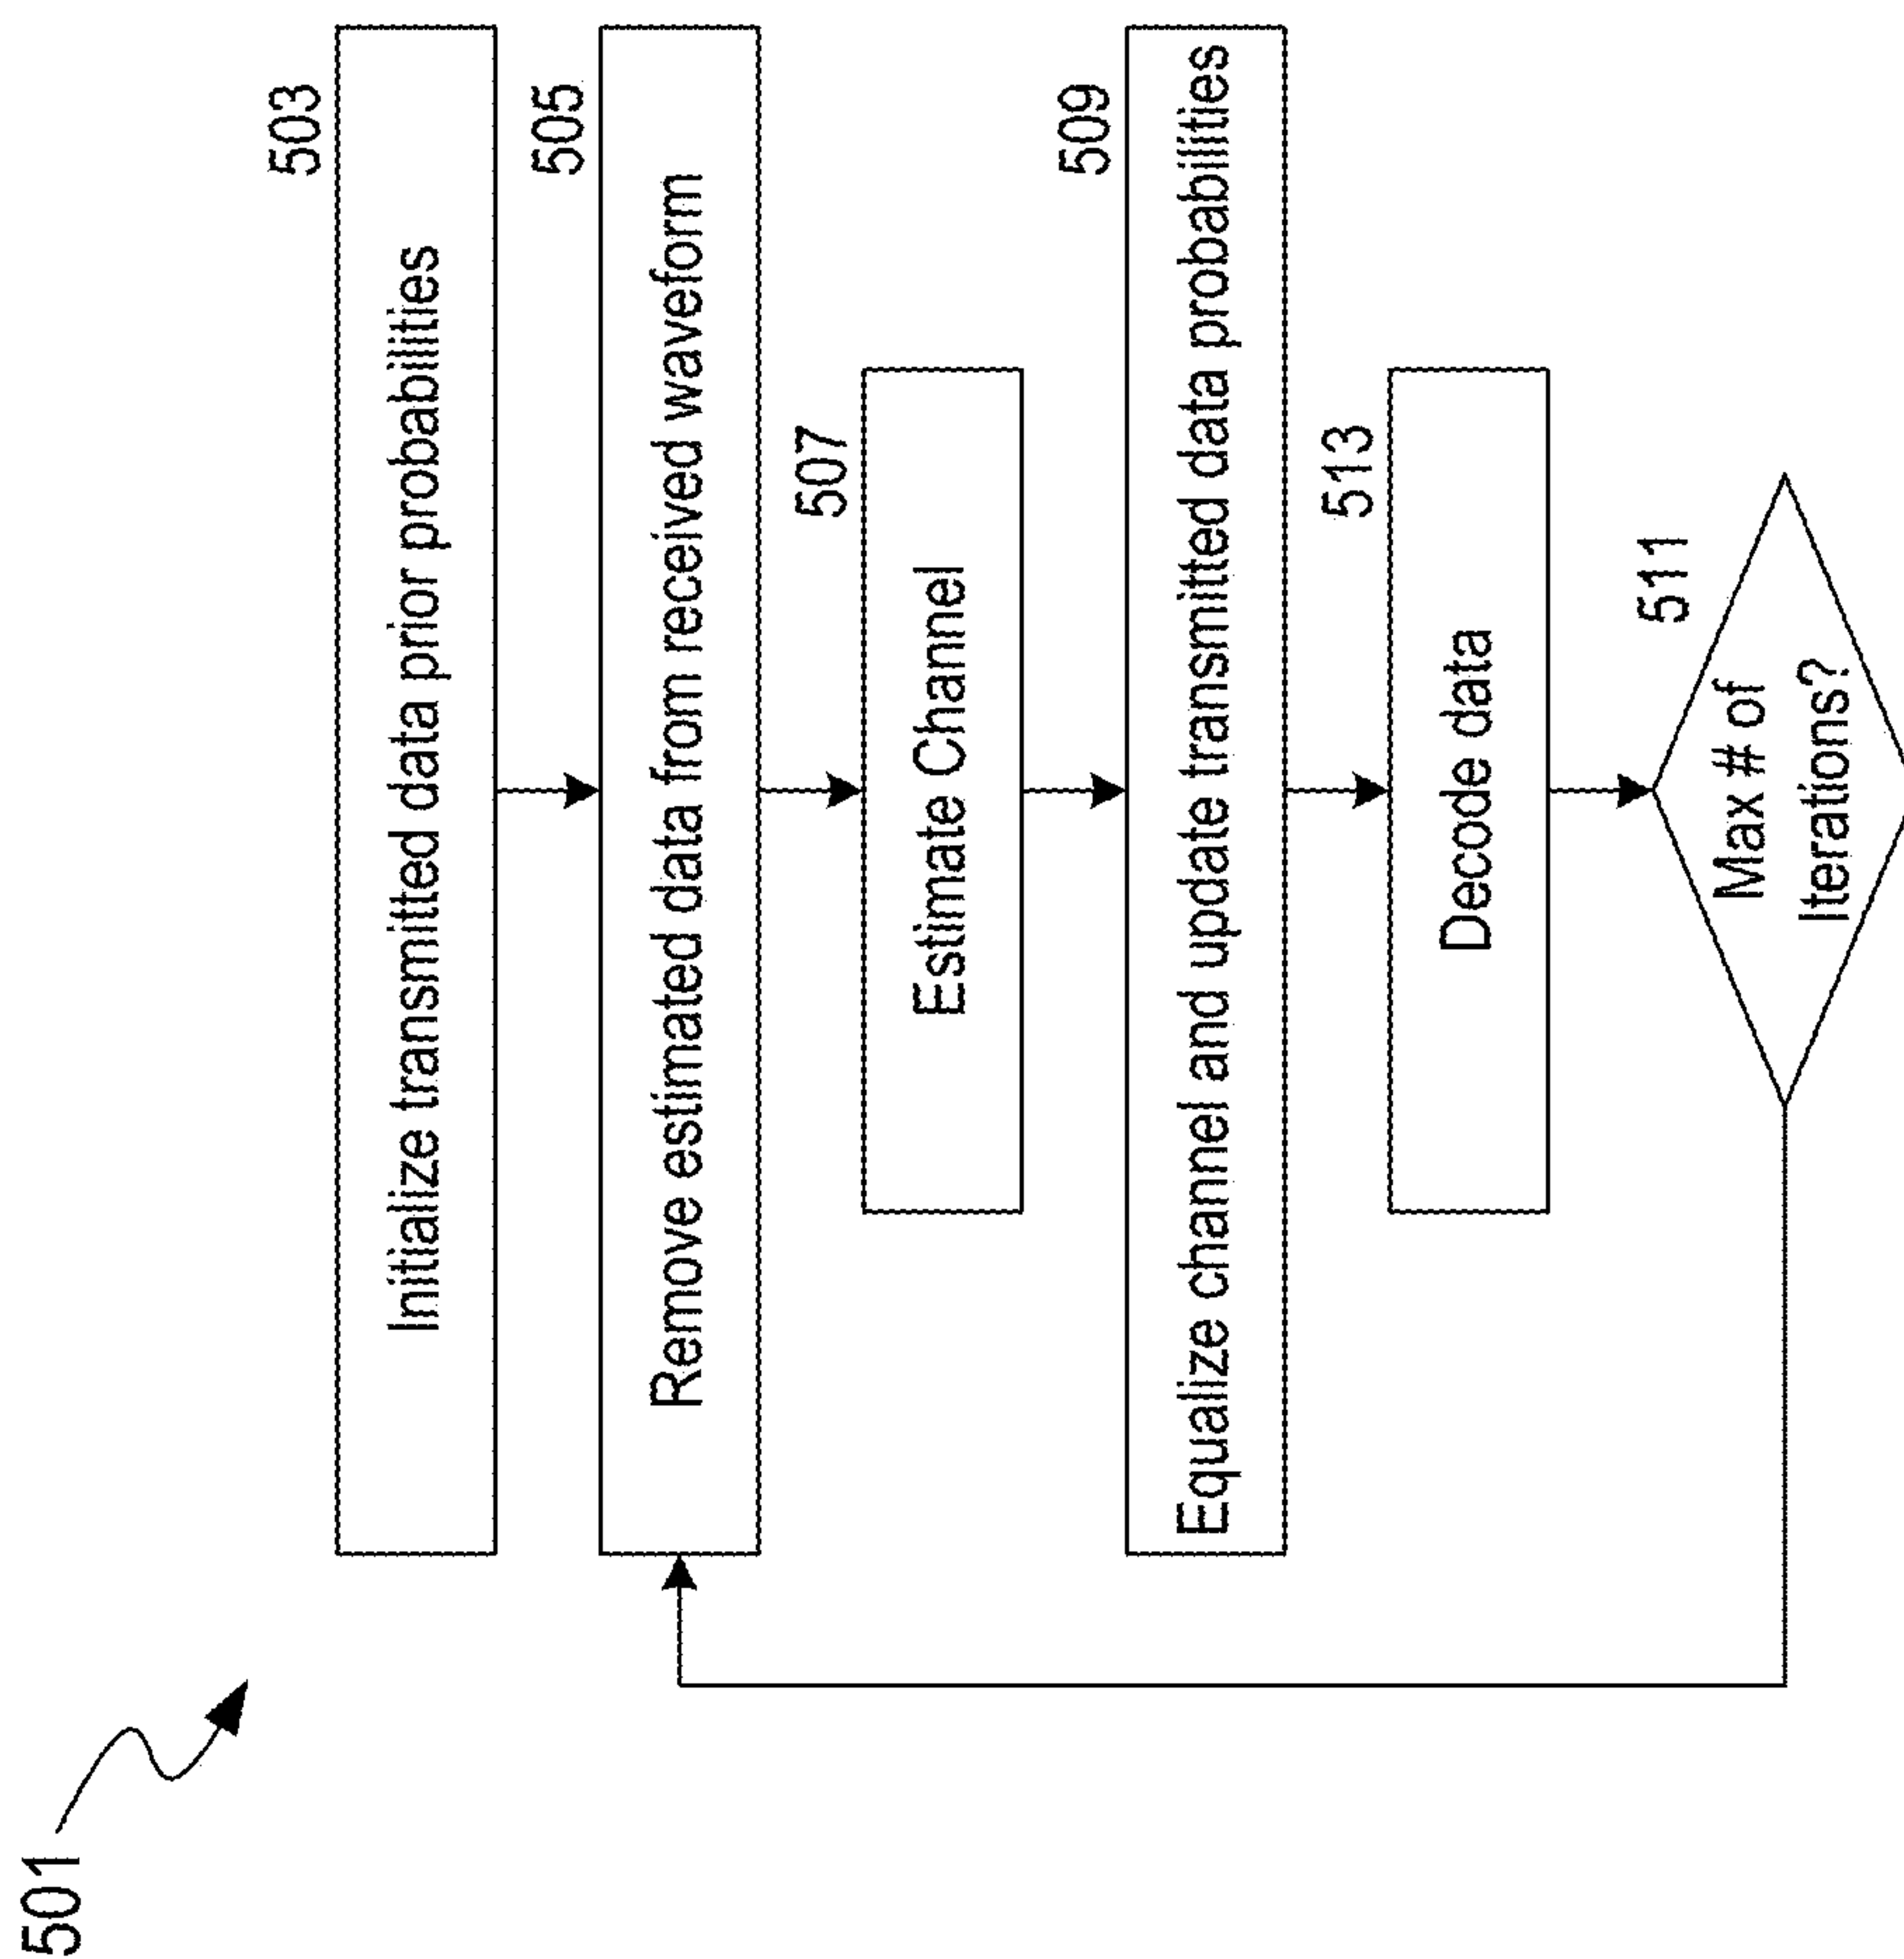 501
503
Initialize transmitted data prior probabilities
505
Remove estimated data from received waveform
507
Estimate Channel
509
Equalize channel and update transmitted data probabilities
513
Decode data
511
Max # of
Iterations?